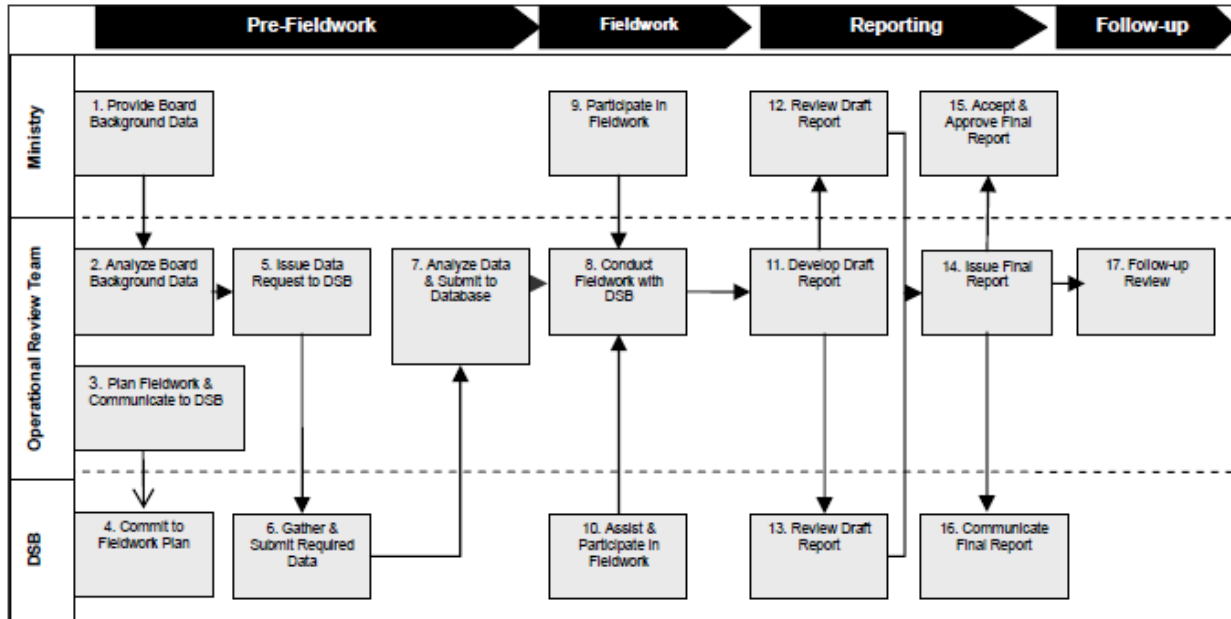 Pre-Fieldwork
Fieldwork
Reporting
Follow-up
Ministry
1. Provide Board
Background Data
9. Participate in
Fieldwork
12. Review Draft
Report
15. Accept &
Approve Final
Report
Operational Review Team
2. Analyze Board
Background Data
5. Issue Data
Request to DSB
7. Analyze Data
& Submit to
Database
8. Conduct
Fieldwork with
DSB
11. Develop Draft
Report
14. Issue Final
Report
17. Follow-up
Review
3. Plan Fieldwork &
Communicate to DSB
DSB
4. Commit to
Fieldwork Plan
6. Gather &
Submit Required
Data
10. Assist &
Participate in
Fieldwork
13. Review Draft
Report
16. Communicate
Final Report